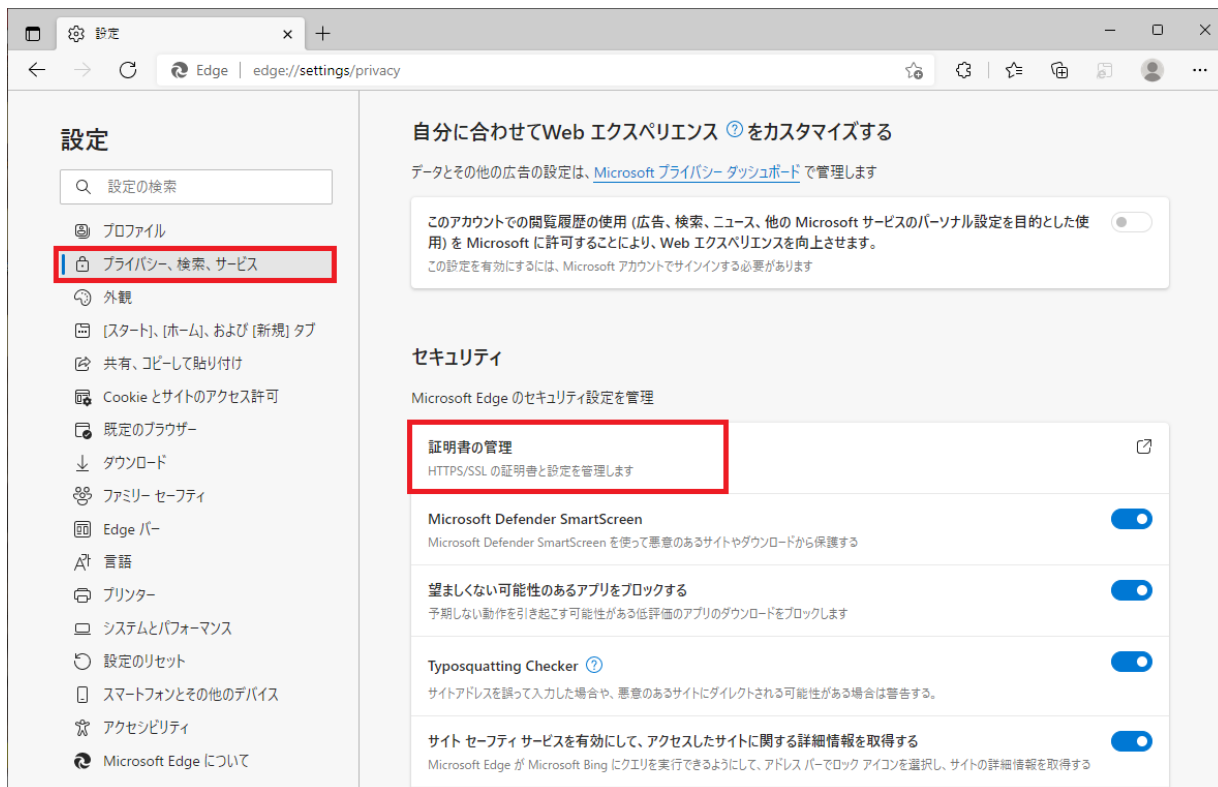 設定
Edge | edge://settings/privacy
設定
設定の検索
プロファイル
プライバシー、検索、サービス
外観
[スタート]、[ホーム]、および [新規] タブ
共有、コピーして貼り付け
Cookie とサイトのアクセス許可
既定のブラウザー
ダウンロード
ファミリー セーフティ
Edge バー
言語
プリンター
システムとパフォーマンス
設定のリセット
スマートフォンとその他のデバイス
アクセシビリティ
Microsoft Edge について
自分に合わせてWeb エクスペリエンス ? をカスタマイズする
データとその他の広告の設定は、Microsoft プライバシー ダッシュボード で管理します
このアカウントでの閲覧履歴の使用 (広告、検索、ニュース、他の Microsoft サービスのパーソナル設定を目的とした使
用) を Microsoft に許可することにより、Web エクスペリエンスを向上させます。
この設定を有効にするには、Microsoft アカウントでサインインする必要があります
セキュリティ
Microsoft Edge のセキュリティ設定を管理
証明書の管理
HTTPS/SSL の証明書と設定を管理します
Microsoft Defender SmartScreen
Microsoft Defender SmartScreen を使って悪意のあるサイトやダウンロードから保護する
望ましくない可能性のあるアプリをブロックする
予期しない動作を引き起こす可能性がある低評価のアプリのダウンロードをブロックします
Typosquatting Checker ?
サイトアドレスを誤って入力した場合や、悪意のあるサイトにダイレクトされる可能性がある場合は警告する。
サイト セーフティ サービスを有効にして、アクセスしたサイトに関する詳細情報を取得する
Microsoft Edge が Microsoft Bing にクエリを実行できるようにして、アドレス バーでロック アイコンを選択し、サイトの詳細情報を取得する